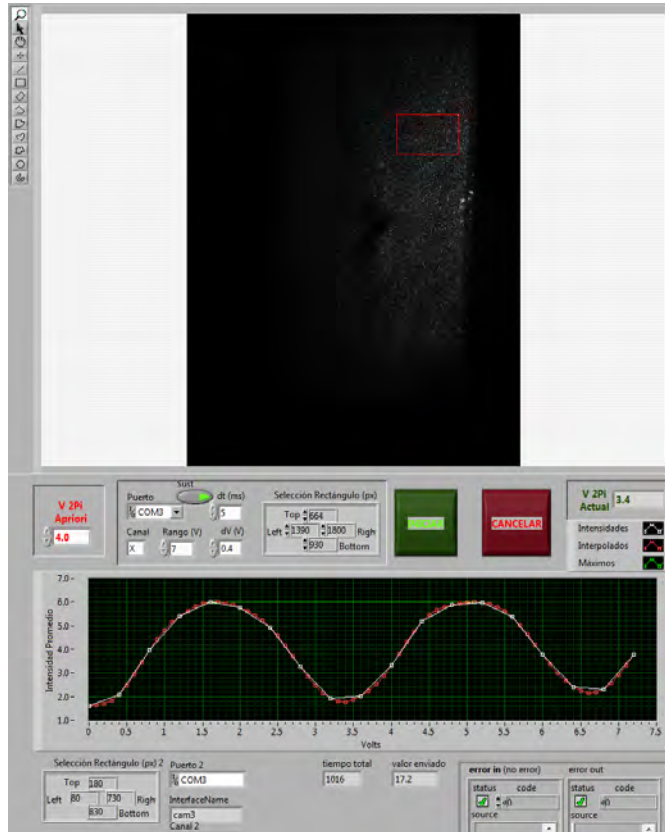 V 2Pi
Apriori
4.0
Sust
Puerto
dt (ms)
COM3
5
Canal
Rango (V)
dV (V)
X
7
0.4
Selección Rectángulo (px)
Top 664
Left 1390 1800 Righ
930 Bottom
CANCELAR
V 2Pi
Actual
3.4
Intensidades
Interpolados
Máximos
Intensidad Promedio
7.0
6.0
5.0
4.0
3.0
2.0
1.0
0 0.5 1 1.5 2 2.5 3 3.5 4 4.5 5 5.5 6 6.5 7 7.5
Volts
Selección Rectángulo (px) 2
Top 180
Left 80 730 Righ
830 Bottom
Puerto 2
COM3
InterfaceName
cam3
Canal 2
tiempo total
1016
valor enviado
17.2
error in (no error)
status code
0
source
error out
status code
0
source